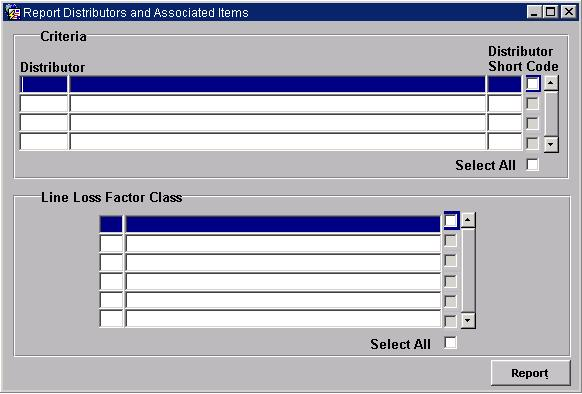 Report Distributors and Associated Items
Criteria
Distributor
Distributor
Short Code
Select All
Line Loss Factor Class
Select All
Report